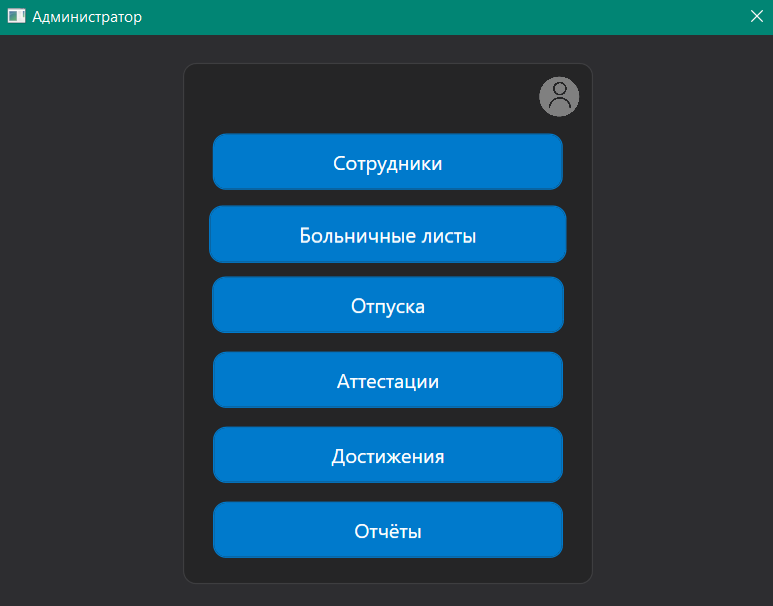 Администратор
Сотрудники
Больничные листы
Отпуска
Аттестации
Достижения
Отчёты